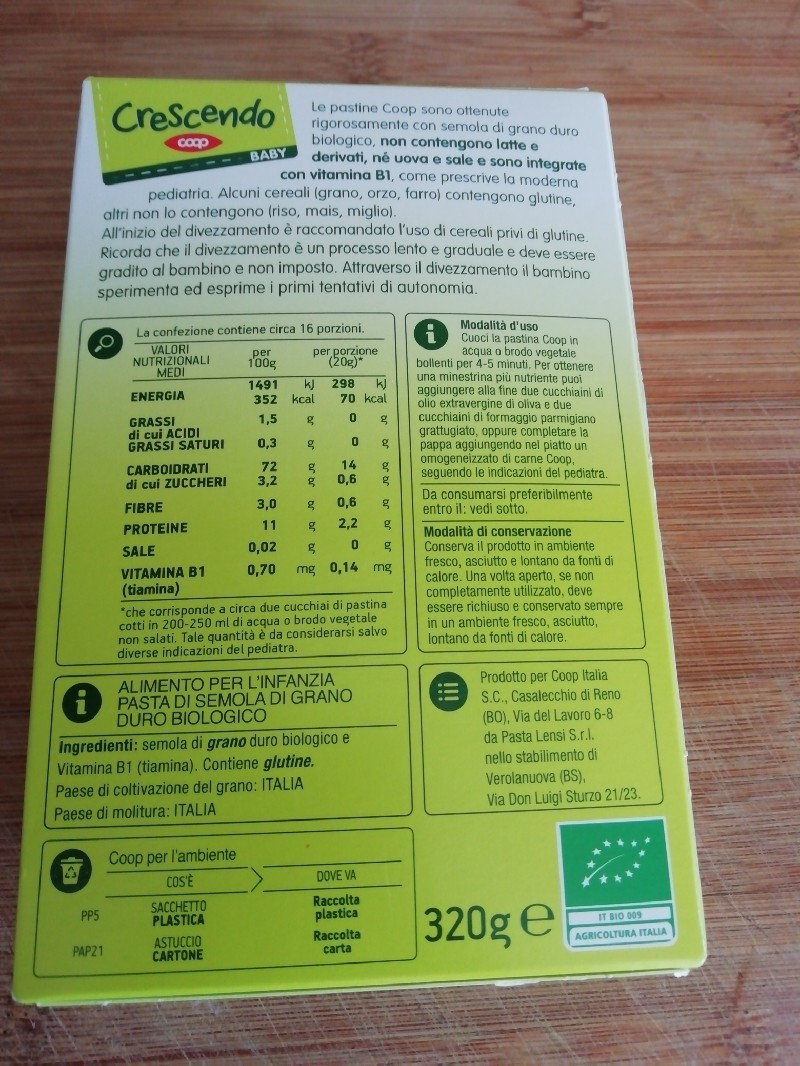 Crescendo
coop
BABY
Le pastine Coop sono ottenute
rigorosamente con semola di grano duro
biologico, non contengono latte e
derivati, né uova e sale e sono integrate
con vitamina B1, come prescrive la moderna
pediatria. Alcuni cereali (grano, orzo, farro) contengono glutine,
altri non lo contengono (riso, mais, miglio).
All'inizio del divezzamento è raccomandato l'uso di cereali privi di glutine.
Ricorda che il divezzamento è un processo lento e graduale e deve essere
gradito al bambino e non imposto. Attraverso il divezzamento il bambino
sperimenta ed esprime i primi tentativi di autonomia.
La confezione contiene circa 16 porzioni.
VALORI NUTRIZIONALI MEDI per 100g per porzione (20g)*
ENERGIA 1491 kJ 298 kJ
352 kcal 70 kcal
GRASSI 1,5 g 0 g
di cui ACIDI
GRASSI SATURI 0,3 g 0 g
CARBOIDRATI 72 g 14 g
di cui ZUCCHERI 3,2 g 0,6 g
FIBRE 3,0 g 0,6 g
PROTEINE 11 g 2,2 g
SALE 0,02 g 0 g
VITAMINA B1 0,70 mg 0,14 mg
(tiamina)
*che corrisponde a circa due cucchiai di pastina
cotti in 200-250 ml di acqua o brodo vegetale
non salati. Tale quantità è da considerarsi salvo
diverse indicazioni del pediatra.
Modalità d'uso
Cuoci la pastina Coop in
acqua o brodo vegetale
bollenti per 4-5 minuti. Per ottenere
una minestrina più nutriente puoi
aggiungere alla fine due cucchiaini di
olio extravergine di oliva e due
cucchiaini di formaggio parmigiano
grattugiato, oppure completare la
pappa aggiungendo nel piatto un
omogeneizzato di carne Coop,
seguendo le indicazioni del pediatra.
Da consumarsi preferibilmente
entro il: vedi sotto.
Modalità di conservazione
Conserva il prodotto in ambiente
fresco, asciutto e lontano da fonti di
calore. Una volta aperto, se non
completamente utilizzato, deve
essere richiuso e conservato sempre
in un ambiente fresco, asciutto,
lontano da fonti di calore.
ALIMENTO PER L'INFANZIA
PASTA DI SEMOLA DI GRANO
DURO BIOLOGICO
Ingredienti: semola di grano duro biologico e
Vitamina B1 (tiamina). Contiene glutine.
Paese di coltivazione del grano: ITALIA
Paese di molitura: ITALIA
Prodotto per Coop Italia
S.C., Casalecchio di Reno
(BO), Via del Lavoro 6-8
da Pasta Lensi S.r.l.
nello stabilimento di
Verolanuova (BS),
Via Don Luigi Sturzo 21/23.
Coop per l'ambiente
COS'È DOVE VA
PP5 SACCHETTO PLASTICA Raccolta plastica
PAP21 ASTUCCIO CARTONE Raccolta carta
320g e
IT BIO 009
AGRICOLTURA ITALIA